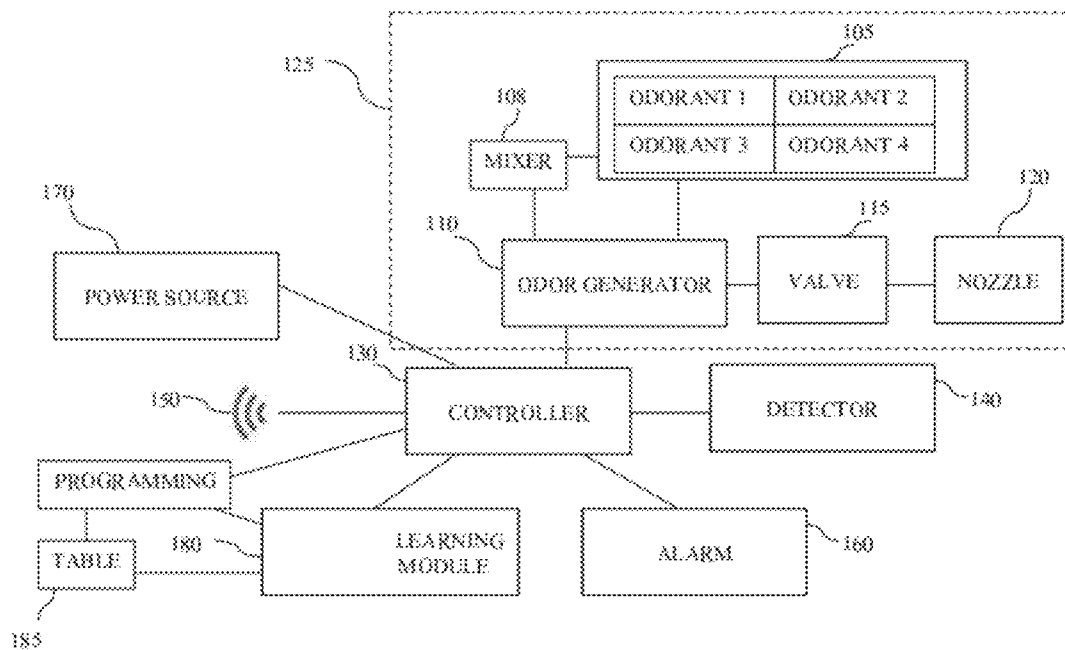 105
125
ODORANT 1 ODORANT 2
108
ODORANT 3 ODORANT 4
MIXER
170
120
115
110
POWER SOURCE
ODOR GENERATOR
VALVE
NOZZLE
130
150
CONTROLLER
DETECTOR
140
PROGRAMMING
TABLE
180
LEARNING
MODULE
ALARM
160
185